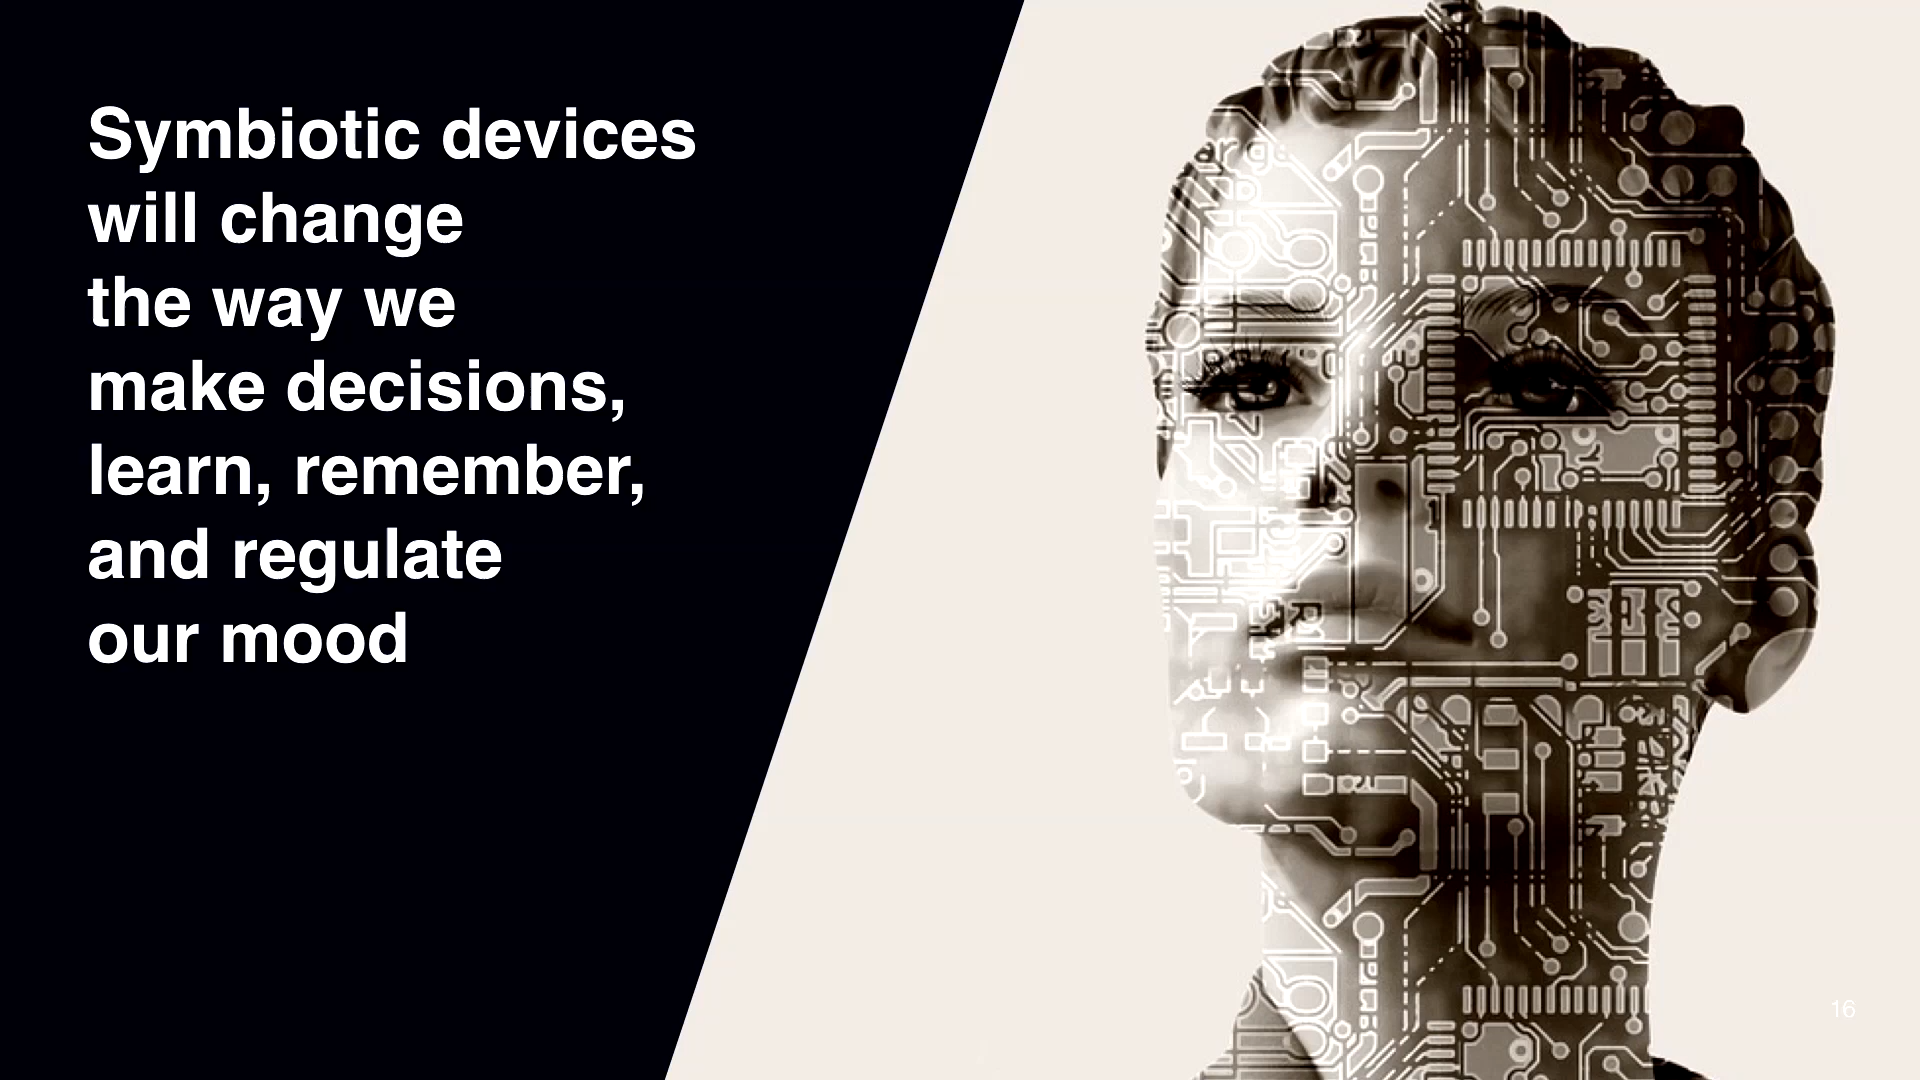 Symbiotic devices
will change
the way we
make decisions,
learn, remember,
and regulate
our mood
16